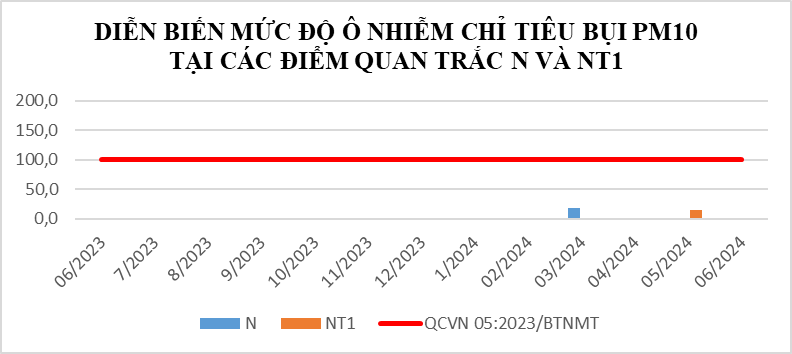 DIỄN BIẾN MỨC ĐỘ Ô NHIỄM CHỈ TIÊU BỤI PM10
TẠI CÁC ĐIỂM QUAN TRẮC N VÀ NT1
200,0
150,0
100,0
50,0
0,0
06/2023 7/2023 8/2023 9/2023 10/2023 11/2023 12/2023 1/2024 02/2024 03/2024 04/2024 05/2024 06/2024
N NT1 QCVN 05:2023/BTNMT